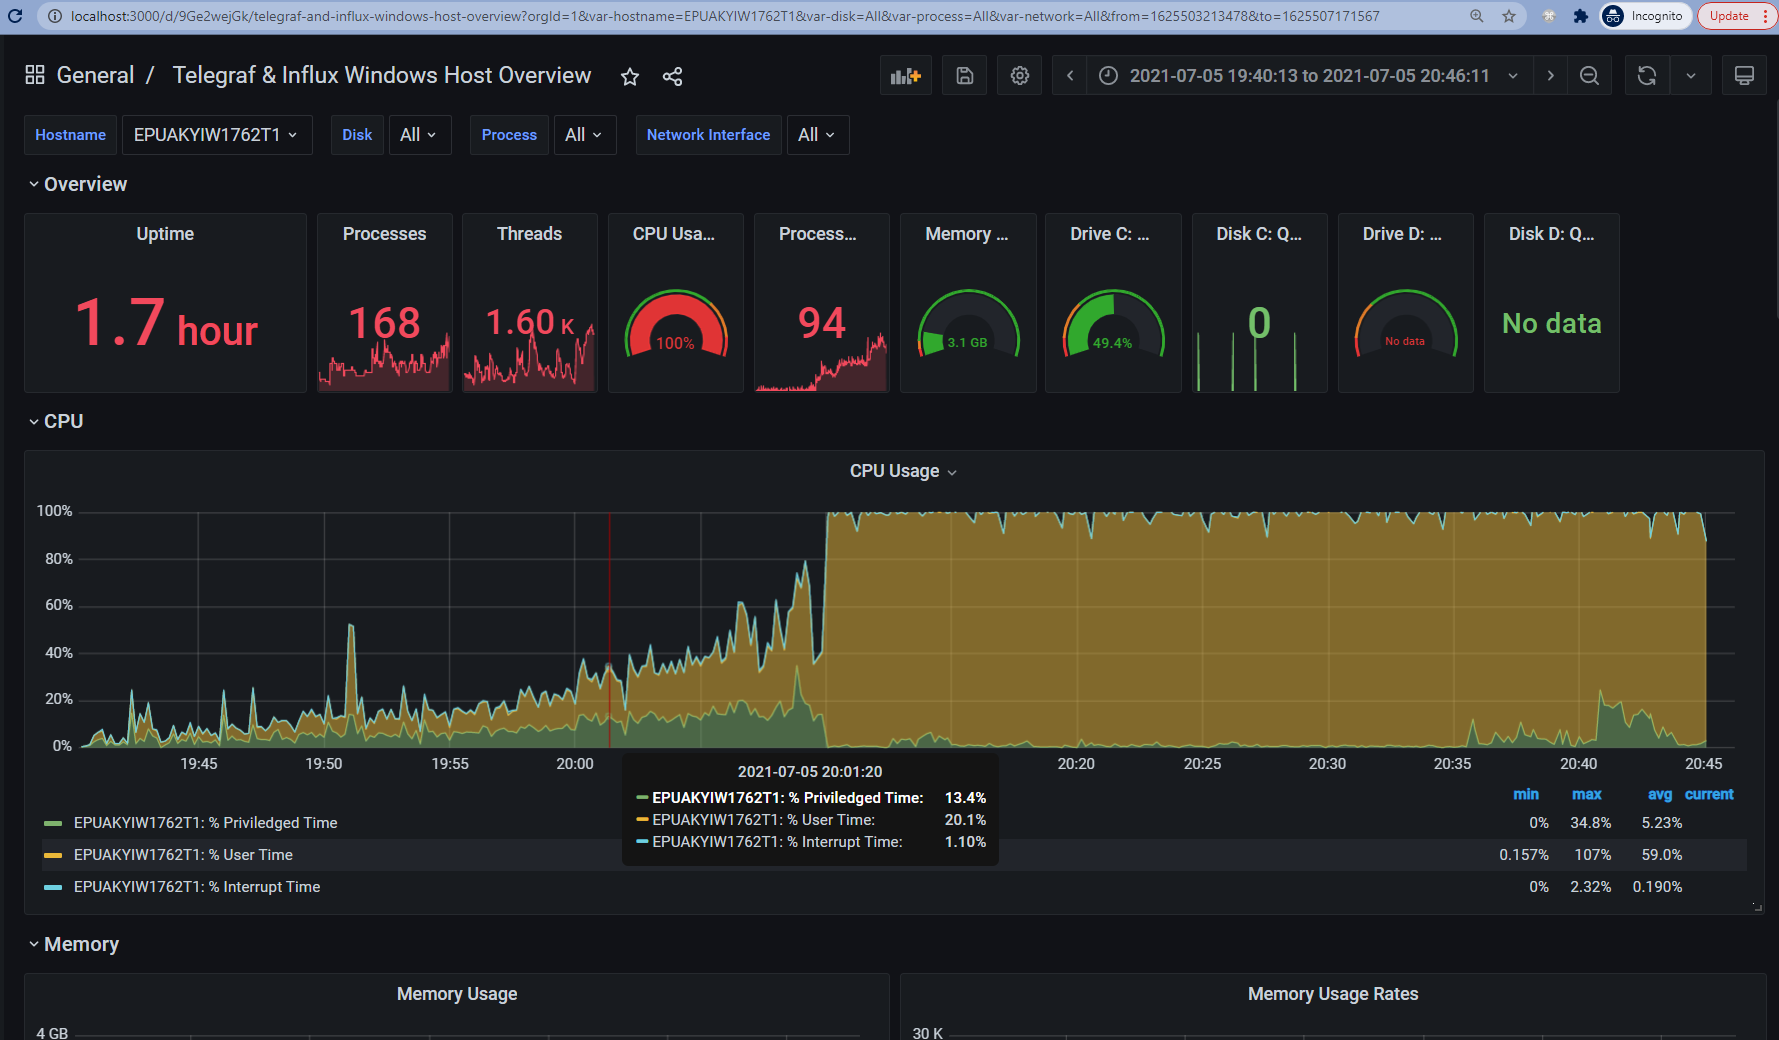 localhost:3000/d/9Ge2wejGk/telegraf-and-influx-windows-host-overview?orgId=1&var-hostname=EPUAKYIW1762T1&var-disk=All&var-process=All&var-network=All&from=1625503213478&to=1625507171567
Incognito
Update
General / Telegraf & Influx Windows Host Overview
2021-07-05 19:40:13 to 2021-07-05 20:46:11
Hostname EPUAKYIW1762T1 Disk All Process All Network Interface All
Overview
Uptime Processes Threads CPU Usa... Process... Memory ... Drive C: ... Disk C: Q... Drive D: ... Disk D: Q...
1.7 hour 168 1.60 K 100% 94 3.1 GB 49.4% 0 No data No data
CPU
CPU Usage
100%
80%
60%
40%
20%
0%
19:45 19:50 19:55 20:00 20:20 20:25 20:30 20:35 20:40 20:45
2021-07-05 20:01:20
EPUAKYIW1762T1: % Priviledged Time: 13.4%
EPUAKYIW1762T1: % User Time: 20.1%
EPUAKYIW1762T1: % Interrupt Time: 1.10%
min max avg current
EPUAKYIW1762T1: % Priviledged Time 0% 34.8% 5.23%
EPUAKYIW1762T1: % User Time 0.157% 107% 59.0%
EPUAKYIW1762T1: % Interrupt Time 0% 2.32% 0.190%
Memory
Memory Usage Memory Usage Rates
4 GB 30 K